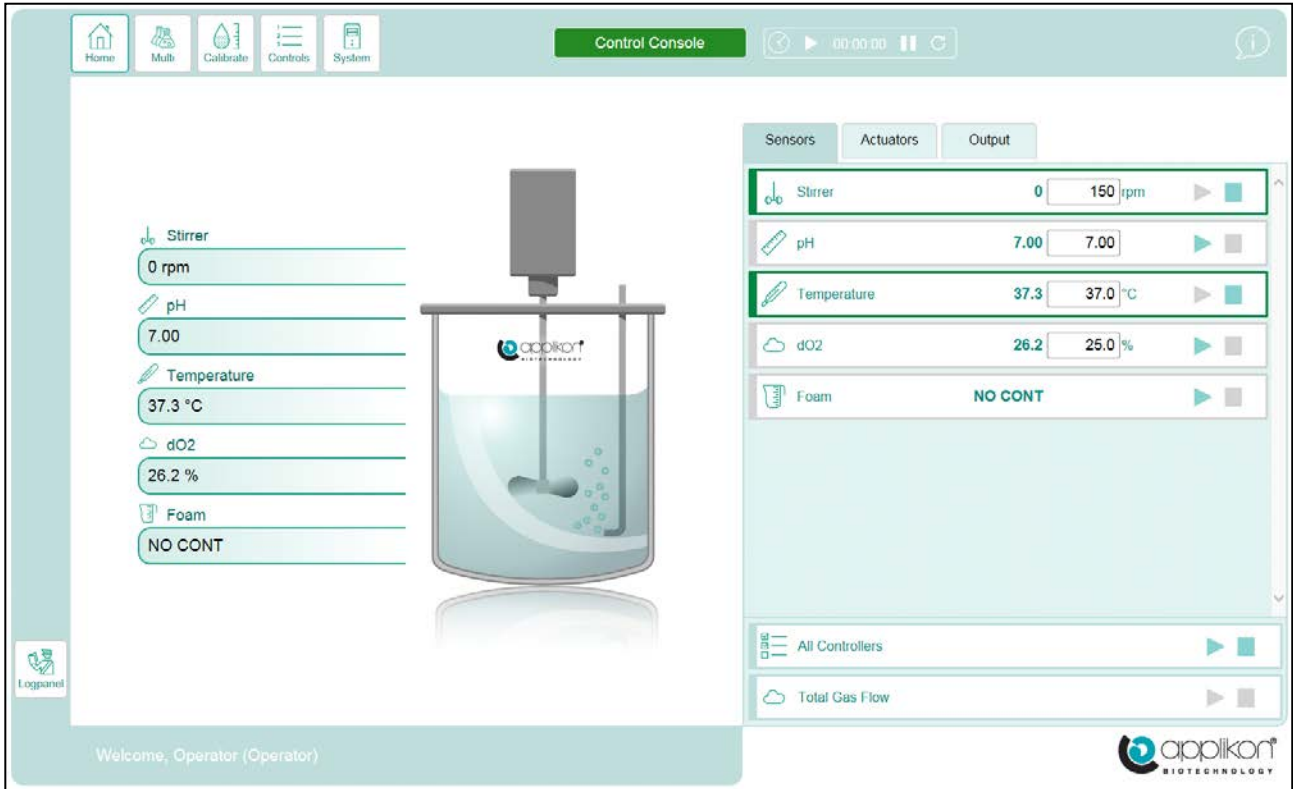 Home
Multi
Calibrate
Controls
System
Control Console
00:00:00
Stirrer
0 rpm
pH
7.00
Temperature
37.3 °C
dO2
26.2 %
Foam
NO CONT
applikon
BIOTECHNOLOGY
Sensors Actuators Output
Stirrer 0 150 rpm
pH 7.00 7.00
Temperature 37.3 37.0 °C
dO2 26.2 25.0 %
Foam NO CONT
All Controllers
Total Gas Flow
Logpanel
Welcome, Operator (Operator)
applikon
BIOTECHNOLOGY